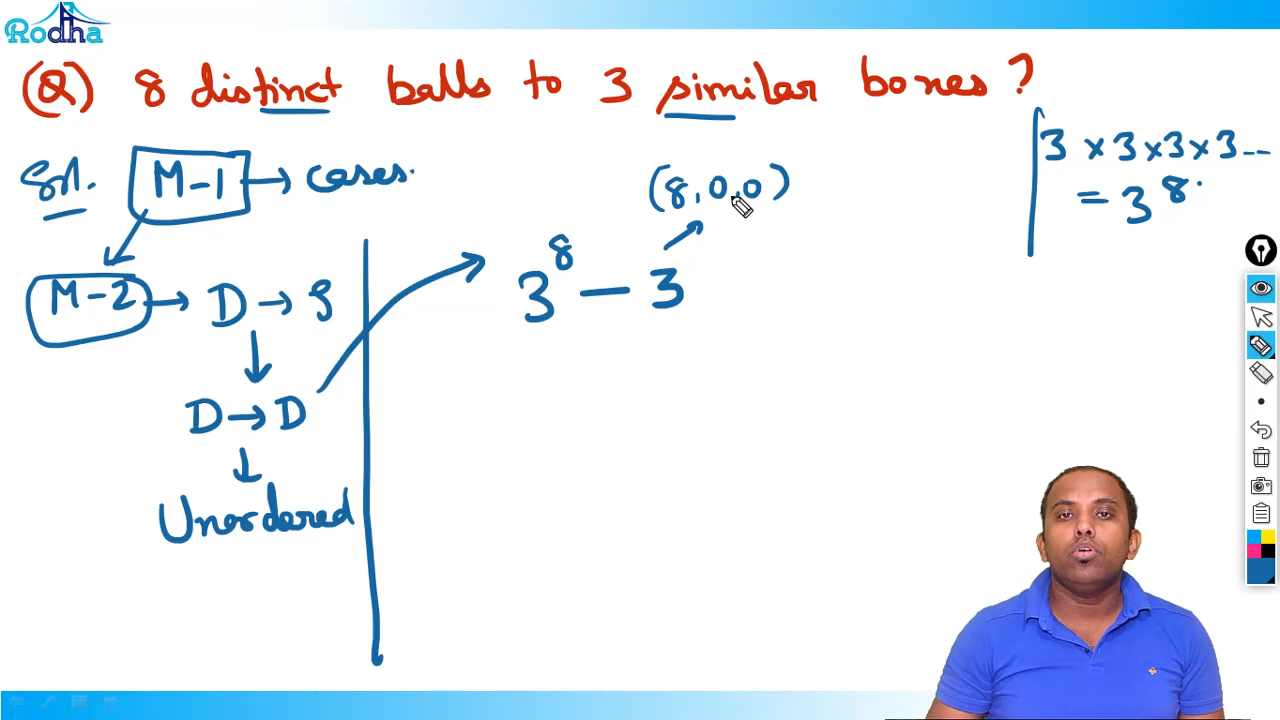 Rodha
(Q) 8 distinct balls to 3 similar boxes ?
Sol. M-1 → cases.
M-2 → D → S
↓
D → D
↓
Unordered
(8,0,0)
3⁸ - 3
3 × 3 × 3 × 3 --
= 3⁸.